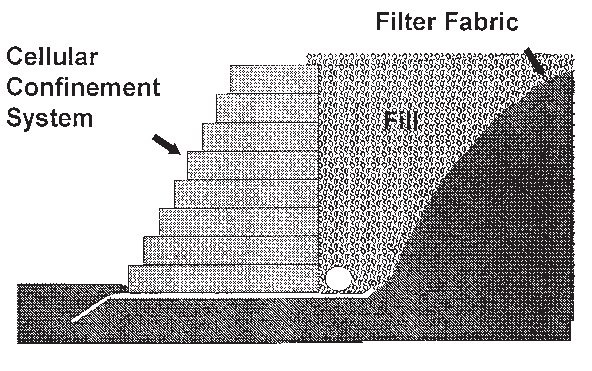 Filter Fabric
Cellular
Confinement
System
Fill